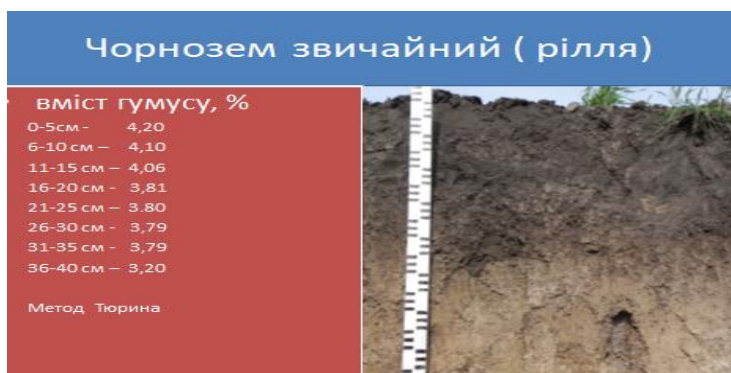 Чорнозем звичайний ( рілля)
вміст гумусу, %
0-5см - 4,20
6-10 см – 4,10
11-15 см – 4,06
16-20 см - 3,81
21-25 см – 3.80
26-30 см - 3,79
31-35 см - 3,79
36-40 см – 3,20
Метод Тюрина